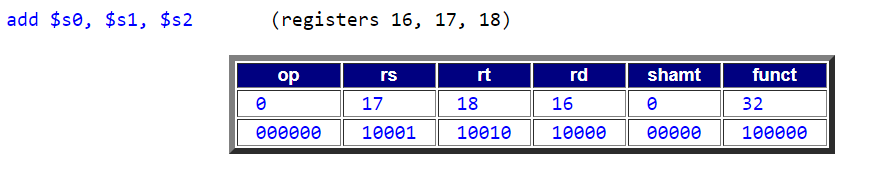 add $s0, $s1, $s2 (registers 16, 17, 18)
op rs rt rd shamt funct
0 17 18 16 0 32
000000 10001 10010 10000 00000 100000